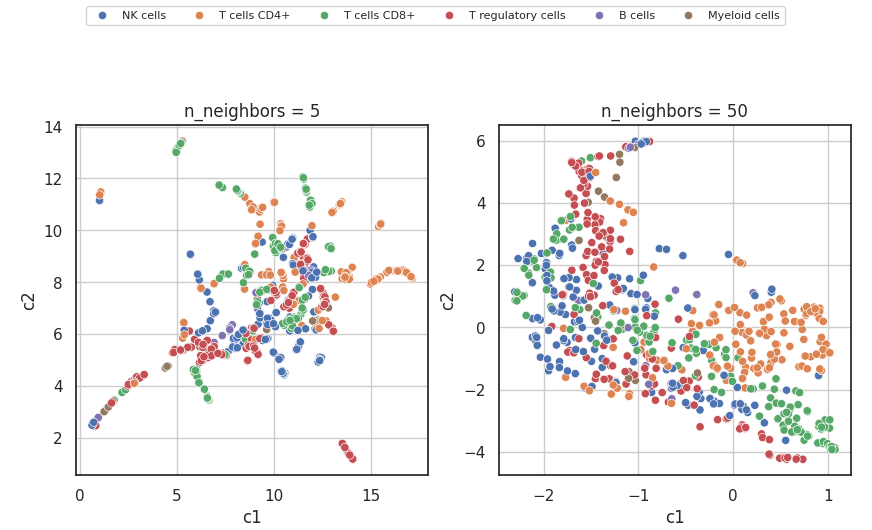 NK cells T cells CD4+ T cells CD8+ T regulatory cells B cells Myeloid cells
n_neighbors = 5
14
12
10
8
6
4
2
0 5 10 15
c2
c1
n_neighbors = 50
6
4
2
0
−2
−4
−2 −1 0 1
c2
c1